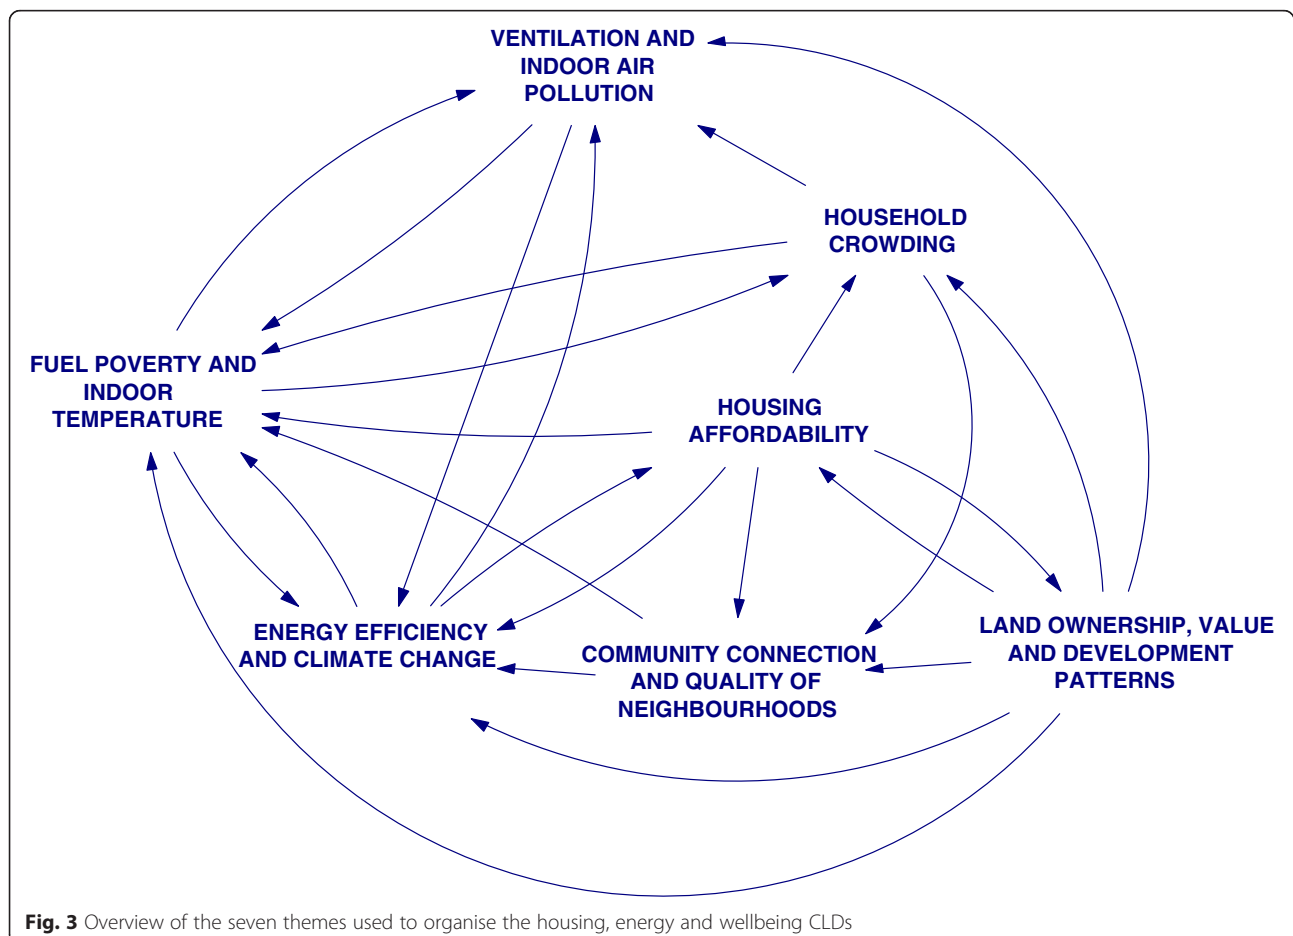 VENTILATION AND
INDOOR AIR
POLLUTION
HOUSEHOLD
CROWDING
FUEL POVERTY AND
INDOOR
TEMPERATURE
HOUSING
AFFORDABILITY
ENERGY EFFICIENCY
AND CLIMATE CHANGE
COMMUNITY CONNECTION
AND QUALITY OF
NEIGHBOURHOODS
LAND OWNERSHIP, VALUE
AND DEVELOPMENT
PATTERNS
Fig. 3 Overview of the seven themes used to organise the housing, energy and wellbeing CLDs